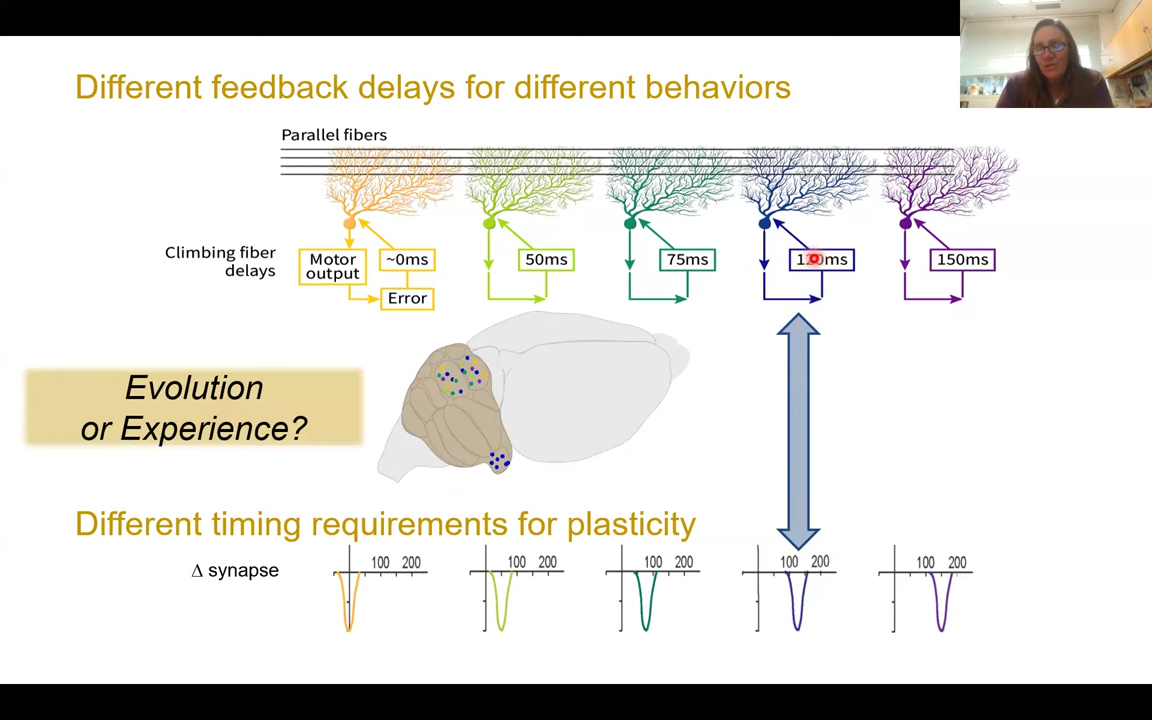 Different feedback delays for different behaviors
Parallel fibers
Climbing fiber
delays
Motor
output
~0ms
Error
50ms
75ms
120ms
150ms
Evolution
or Experience?
Different timing requirements for plasticity
Δ synapse
100 200
100 200
100 200
100 200
100 200